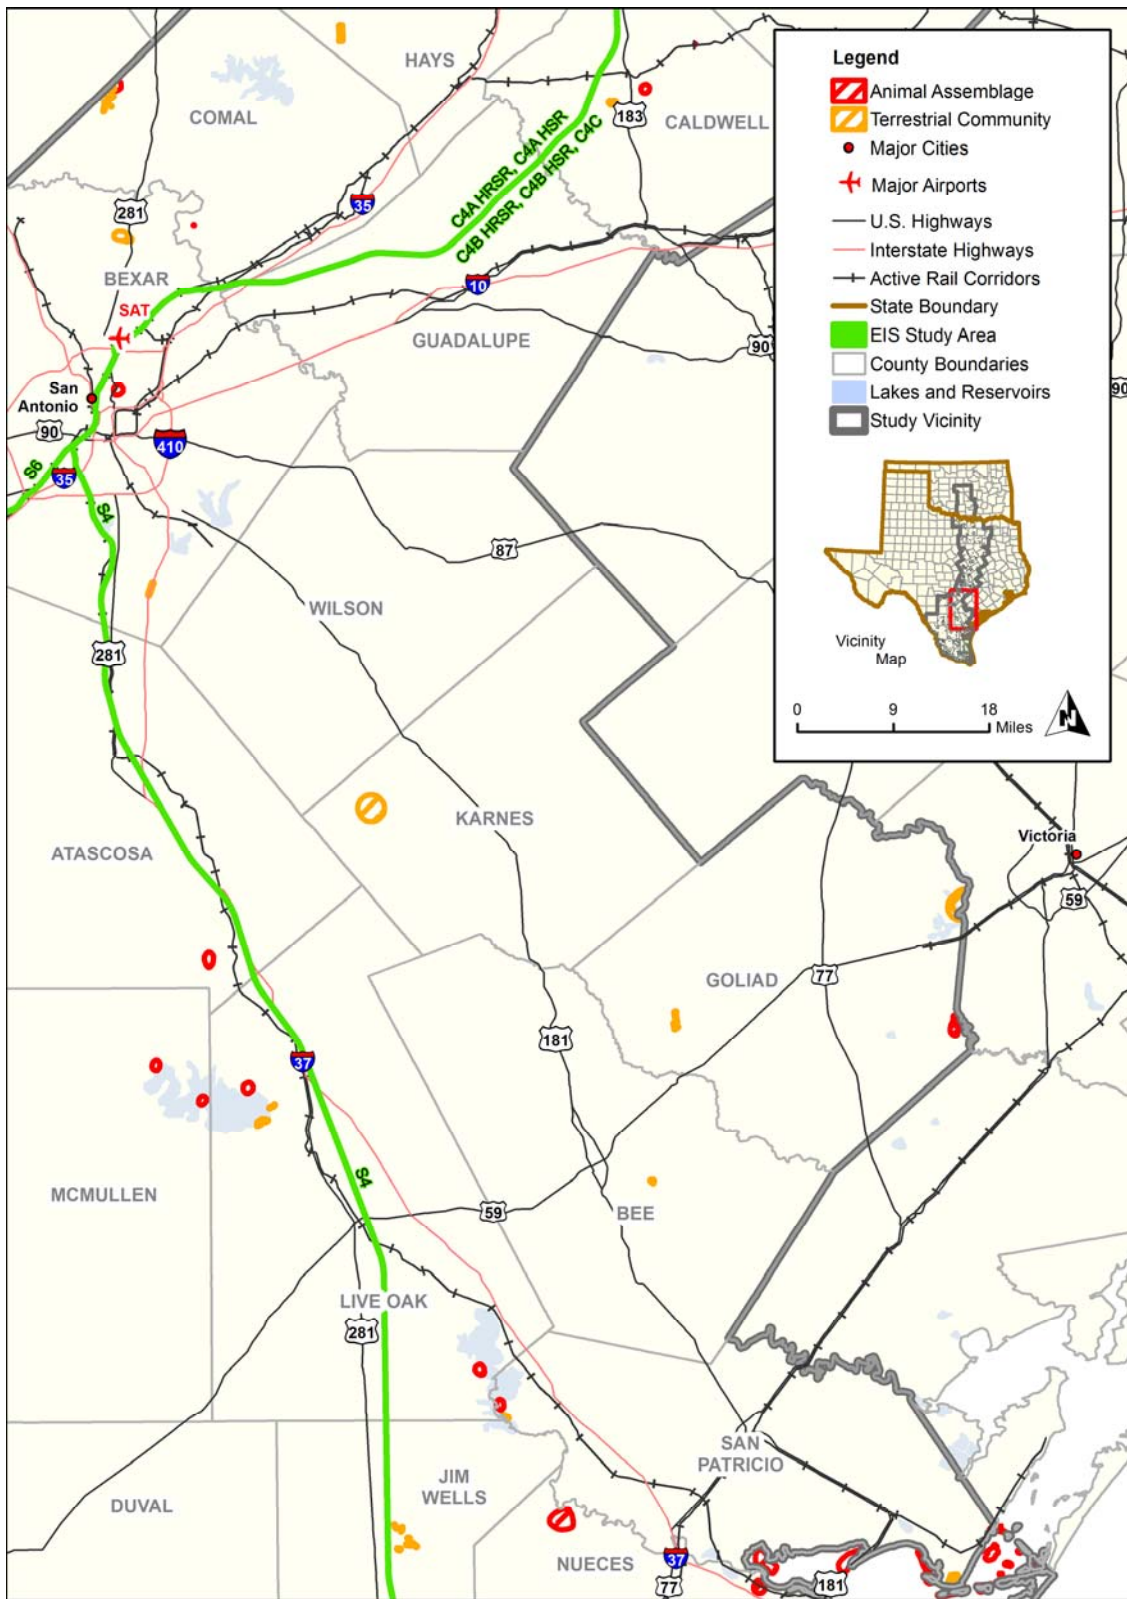 HAYS
COMAL
183
CALDWELL
C4A HRSR, C4A HSR
C4B HRSR, C4B HSR, C4C
35
281
BEXAR
10
SAT
GUADALUPE
90
90
San
Antonio
90
410
S6
35
S4
87
WILSON
281
KARNES
ATASCOSA
Victoria
59
GOLIAD
77
181
37
S4
MCMULLEN
59
BEE
LIVE OAK
281
SAN
PATRICIO
JIM
WELLS
DUVAL
NUECES
37
77
181
Legend
Animal Assemblage
Terrestrial Community
Major Cities
Major Airports
U.S. Highways
Interstate Highways
Active Rail Corridors
State Boundary
EIS Study Area
County Boundaries
Lakes and Reservoirs
Study Vicinity
Vicinity
Map
0 9 18
Miles
N